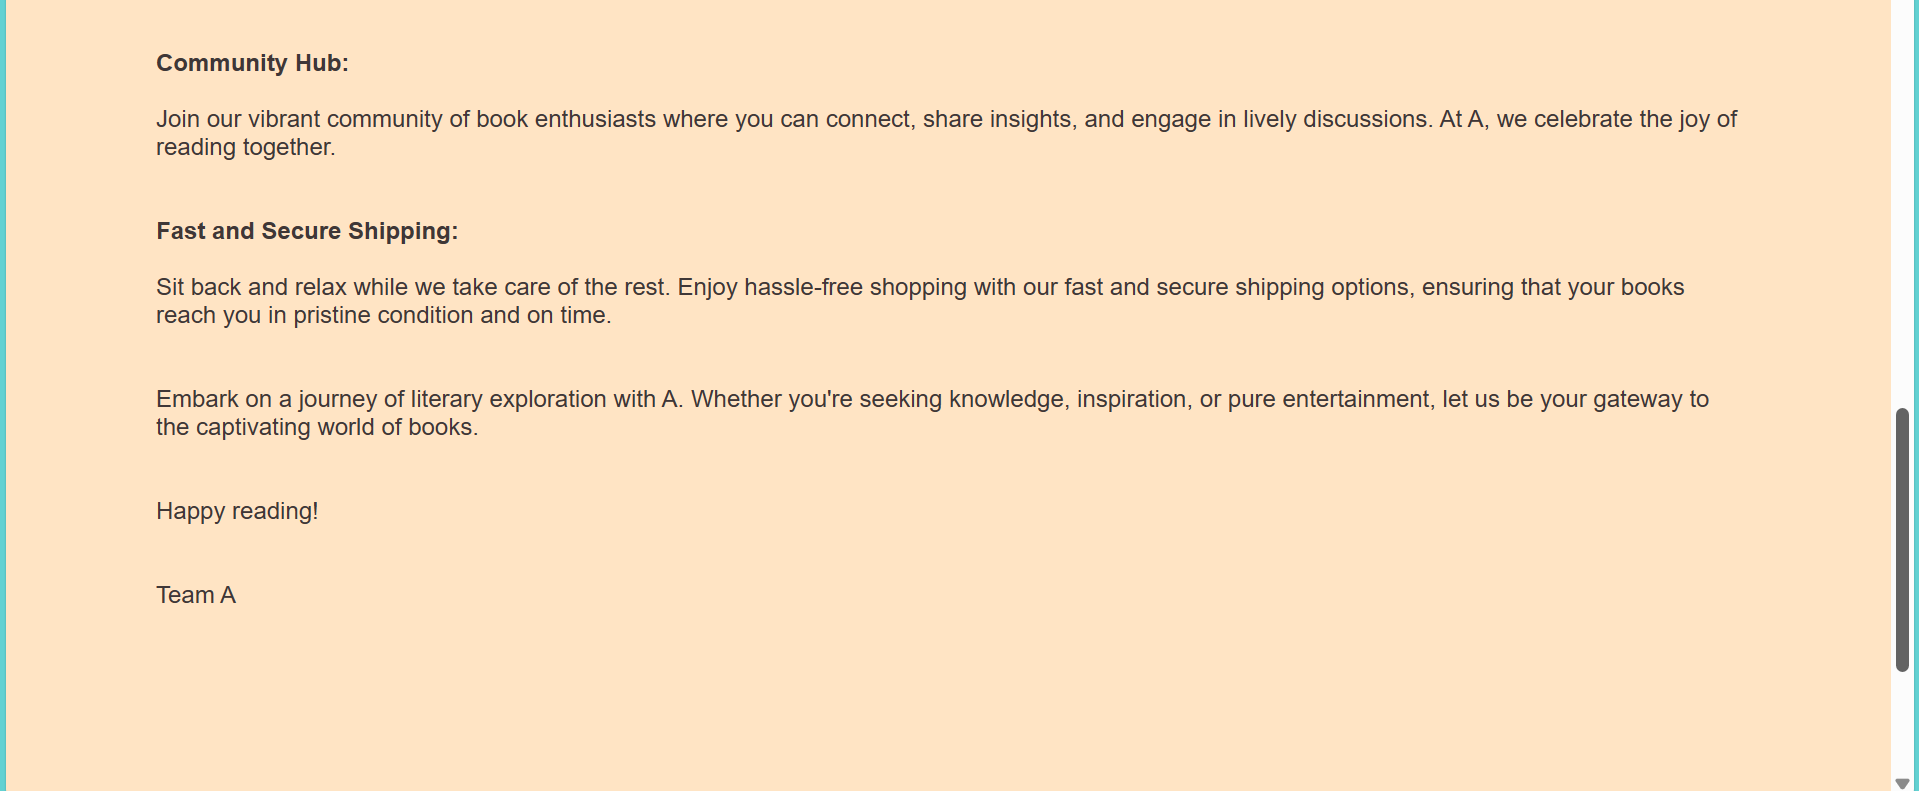 Community Hub:
Join our vibrant community of book enthusiasts where you can connect, share insights, and engage in lively discussions. At A, we celebrate the joy of
reading together.
Fast and Secure Shipping:
Sit back and relax while we take care of the rest. Enjoy hassle-free shopping with our fast and secure shipping options, ensuring that your books
reach you in pristine condition and on time.
Embark on a journey of literary exploration with A. Whether you're seeking knowledge, inspiration, or pure entertainment, let us be your gateway to
the captivating world of books.
Happy reading!
Team A